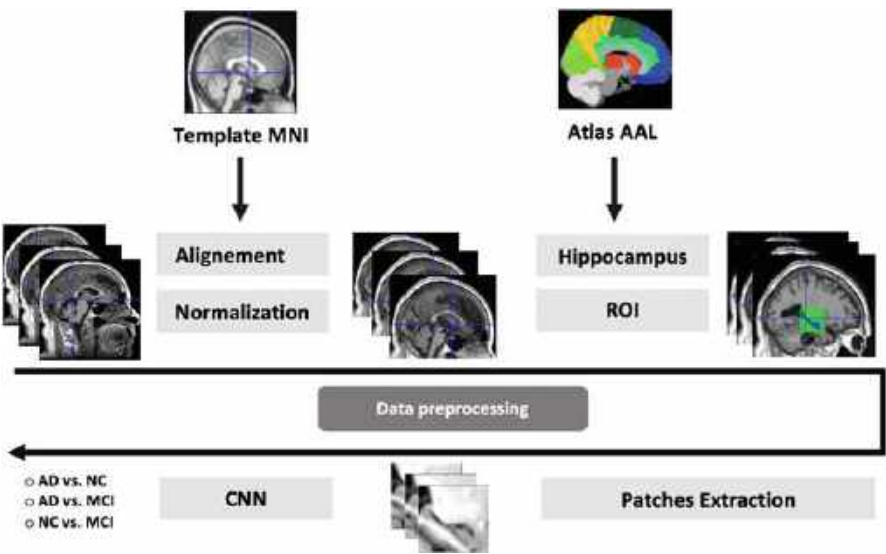 Template MNI
Atlas AAL
Alignement
Hippocampus
Normalization
ROI
Data preprocessing
o AD vs. NC
o AD vs. MCI
o NC vs. MCI
CNN
Patches Extraction